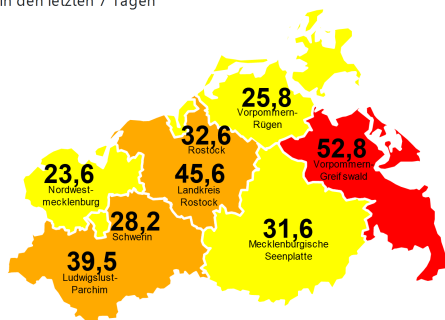 in den letzten 7 Tagen
25,8
Vorpommern-
Rügen
32,6
Rostock
52,8
Vorpommern
Greifswald
23,6
Nordwest-
mecklenburg
45,6
Landkreis
Rostock
28,2
Schwerin
31,6
Mecklenburgische
Seenplatte
39,5
Ludwigslust-
Parchim